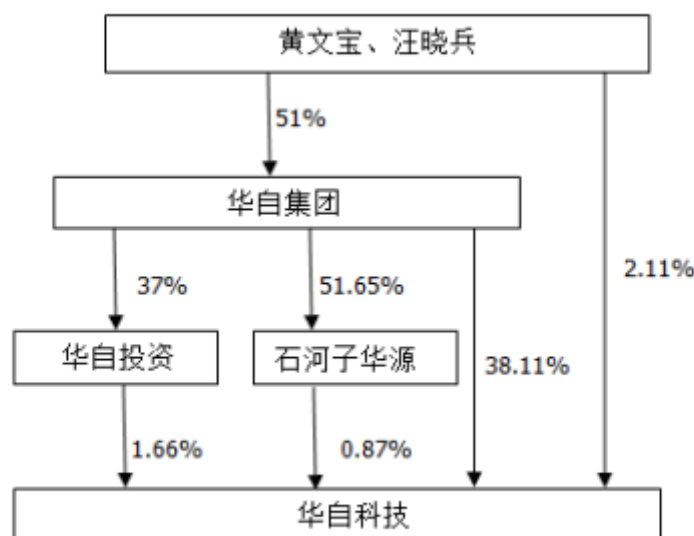 黄文宝、汪晓兵
51%
华自集团
2.11%
37%
51.65%
华自投资
石河子华源
38.11%
1.66%
0.87%
华自科技